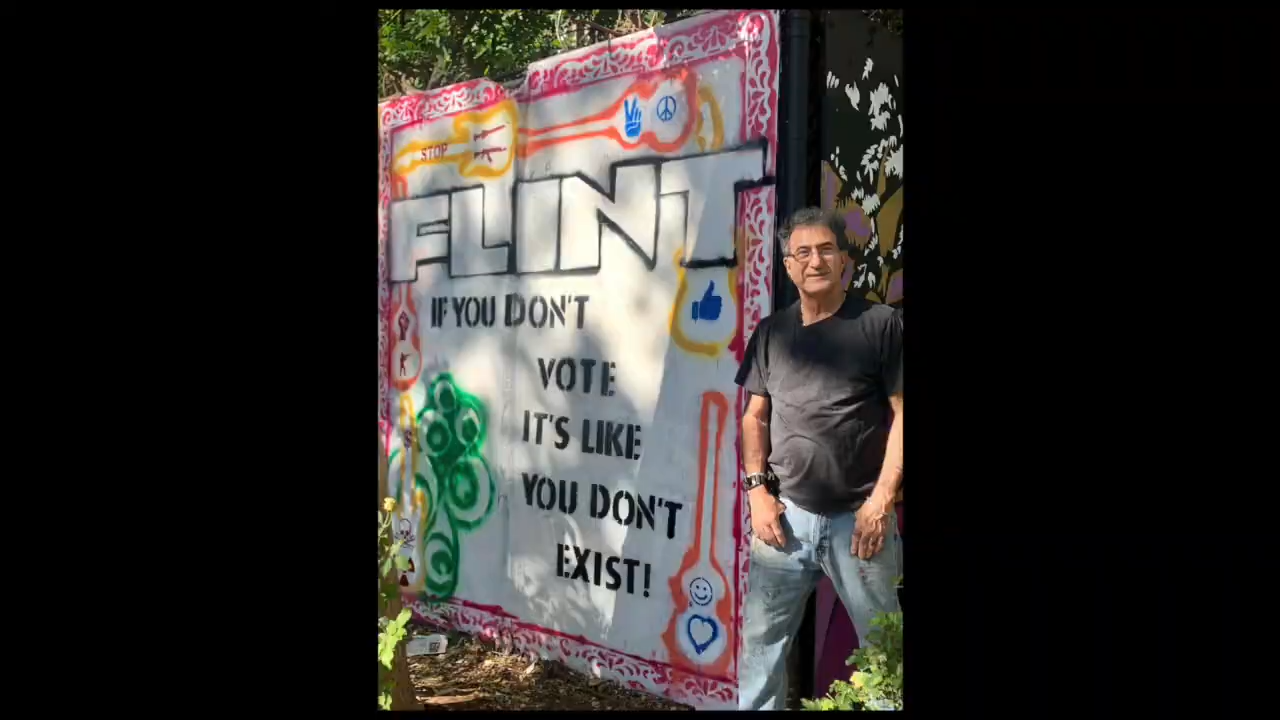 STOP
FLINT
IF YOU DON'T
VOTE
IT'S LIKE
YOU DON'T
EXIST!